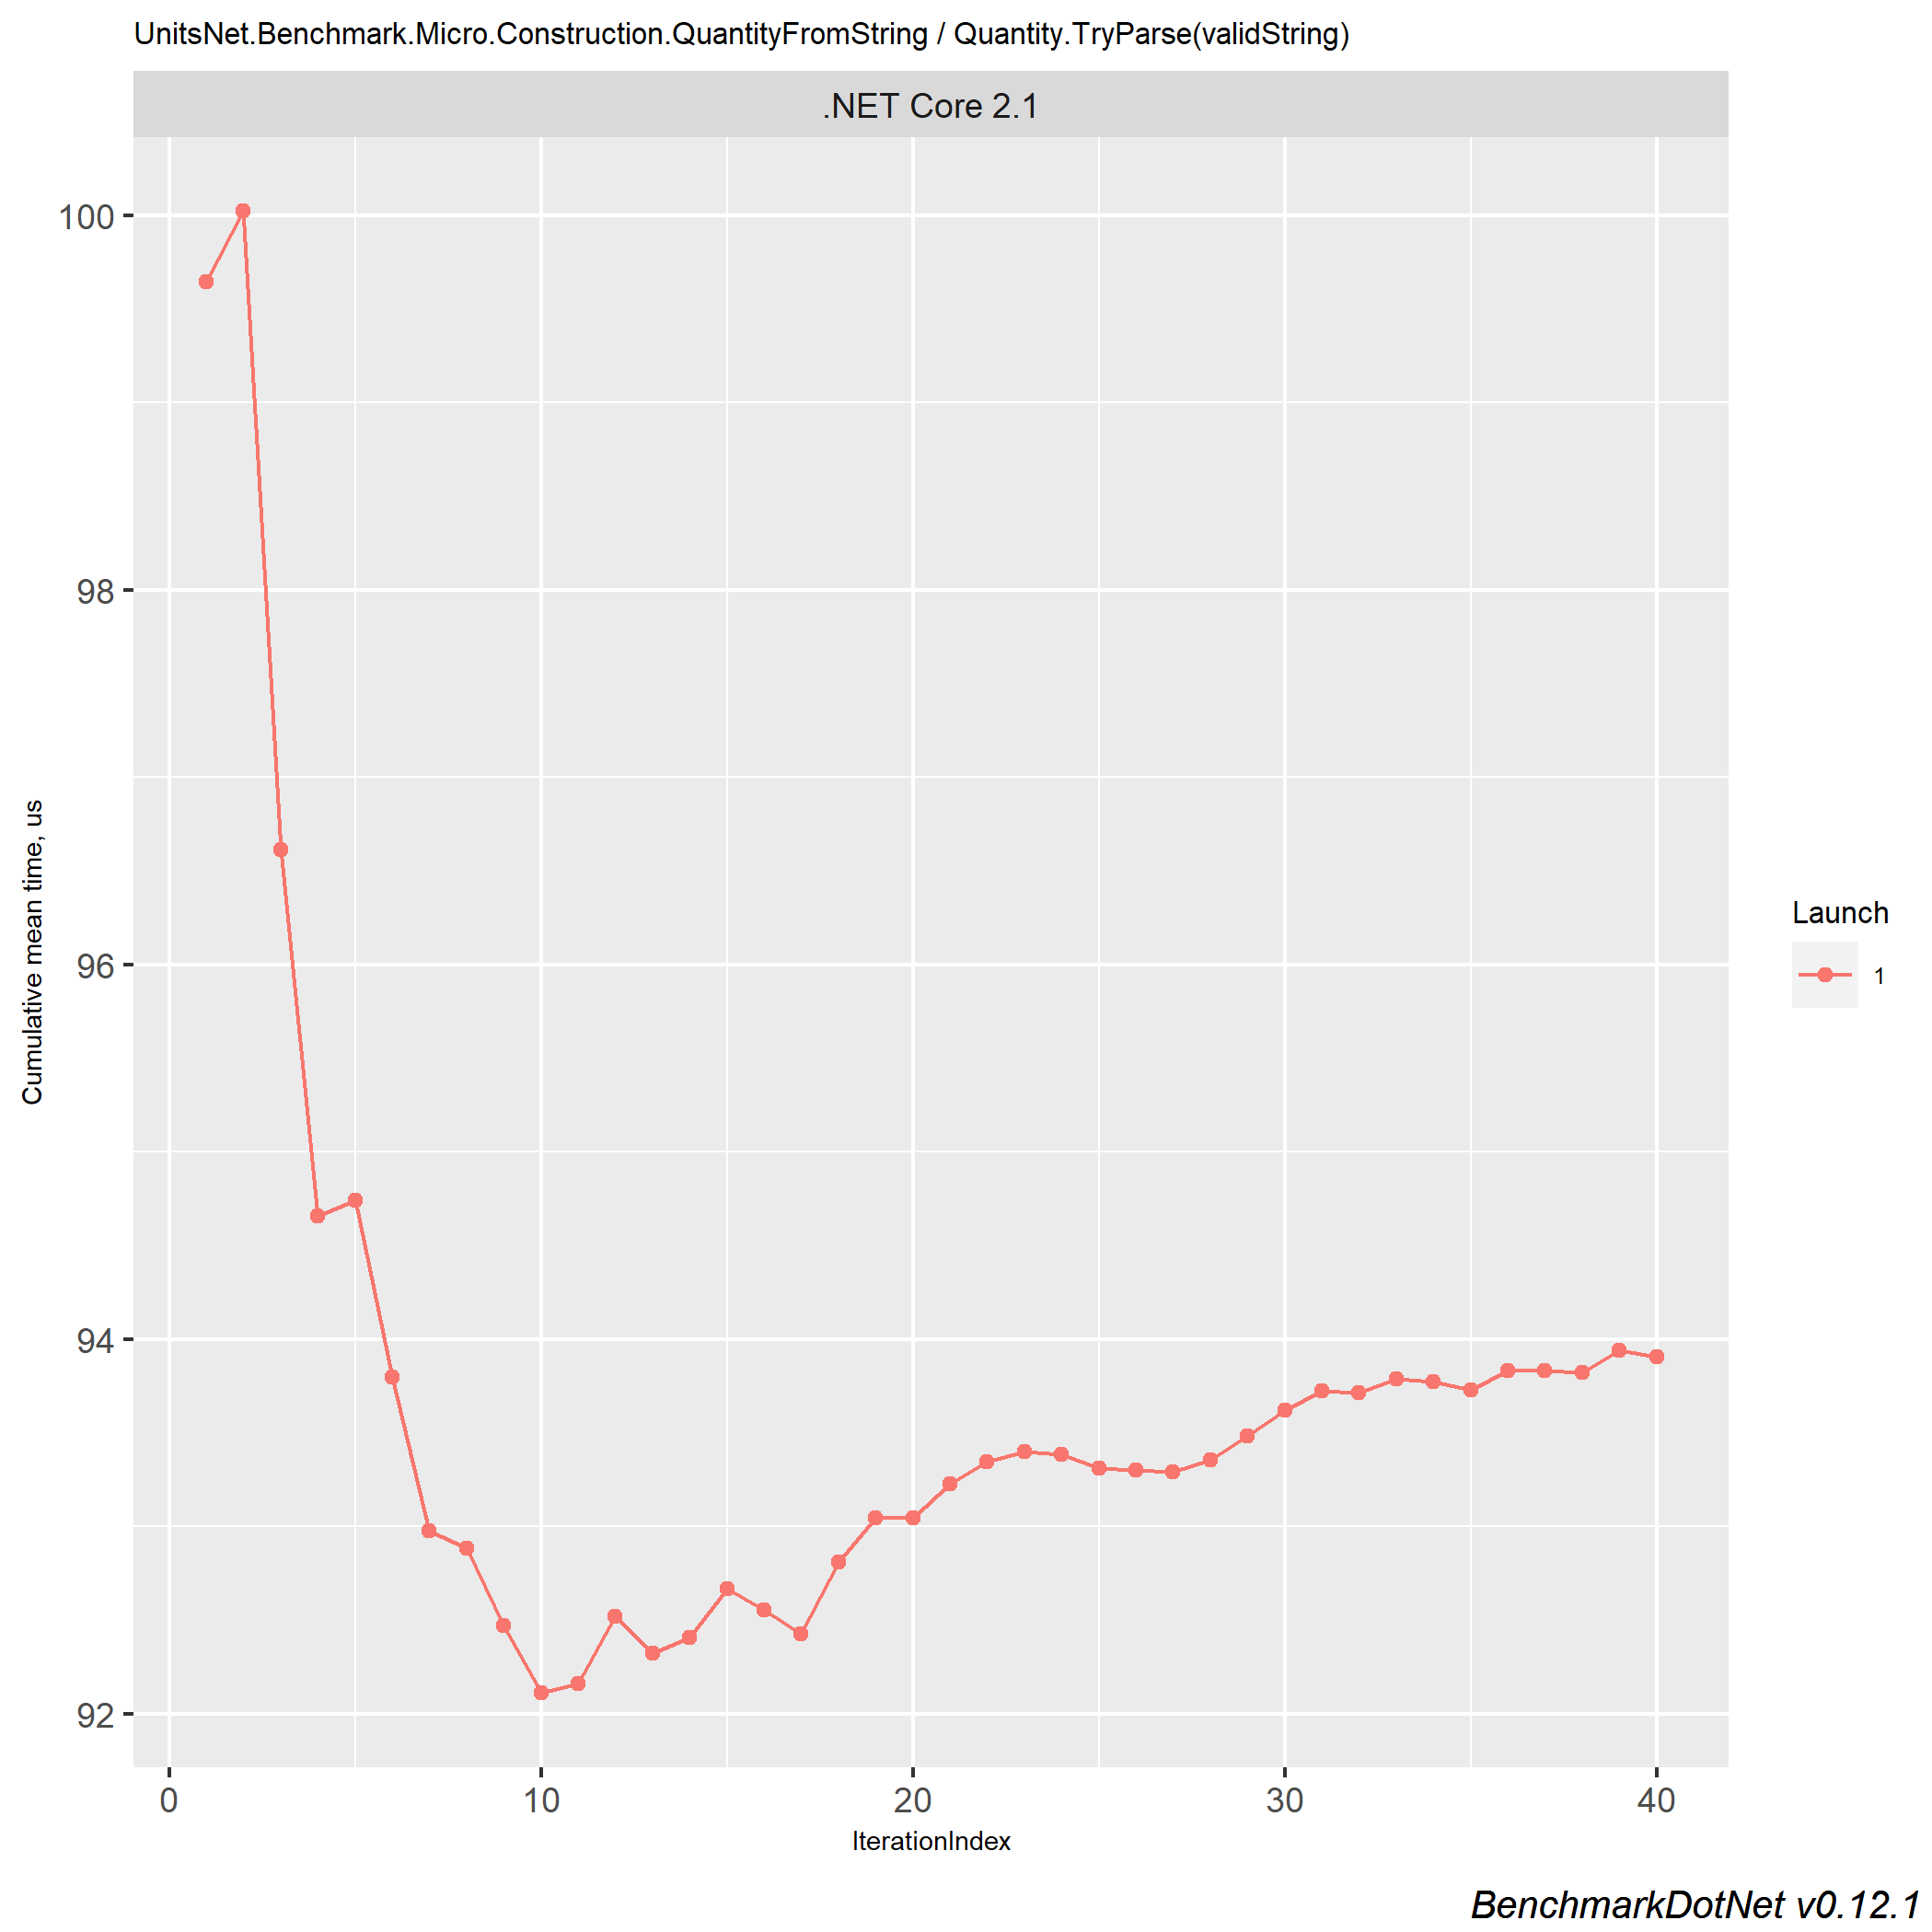 UnitsNet.Benchmark.Micro.Construction.QuantityFromString / Quantity.TryParse(validString)
.NET Core 2.1
100
98
96
94
92
Cumulative mean time, us
0 10 20 30 40
IterationIndex
Launch
1
BenchmarkDotNet v0.12.1